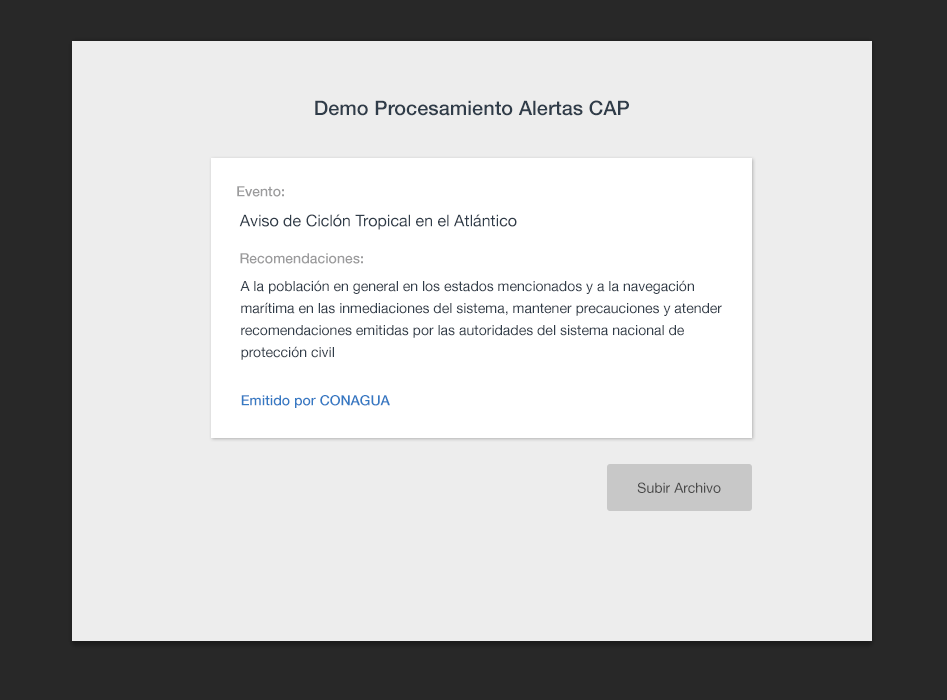 Demo Procesamiento Alertas CAP
Evento:
Aviso de Ciclón Tropical en el Atlántico
Recomendaciones:
A la población en general en los estados mencionados y a la navegación
marítima en las inmediaciones del sistema, mantener precauciones y atender
recomendaciones emitidas por las autoridades del sistema nacional de
protección civil
Emitido por CONAGUA
Subir Archivo